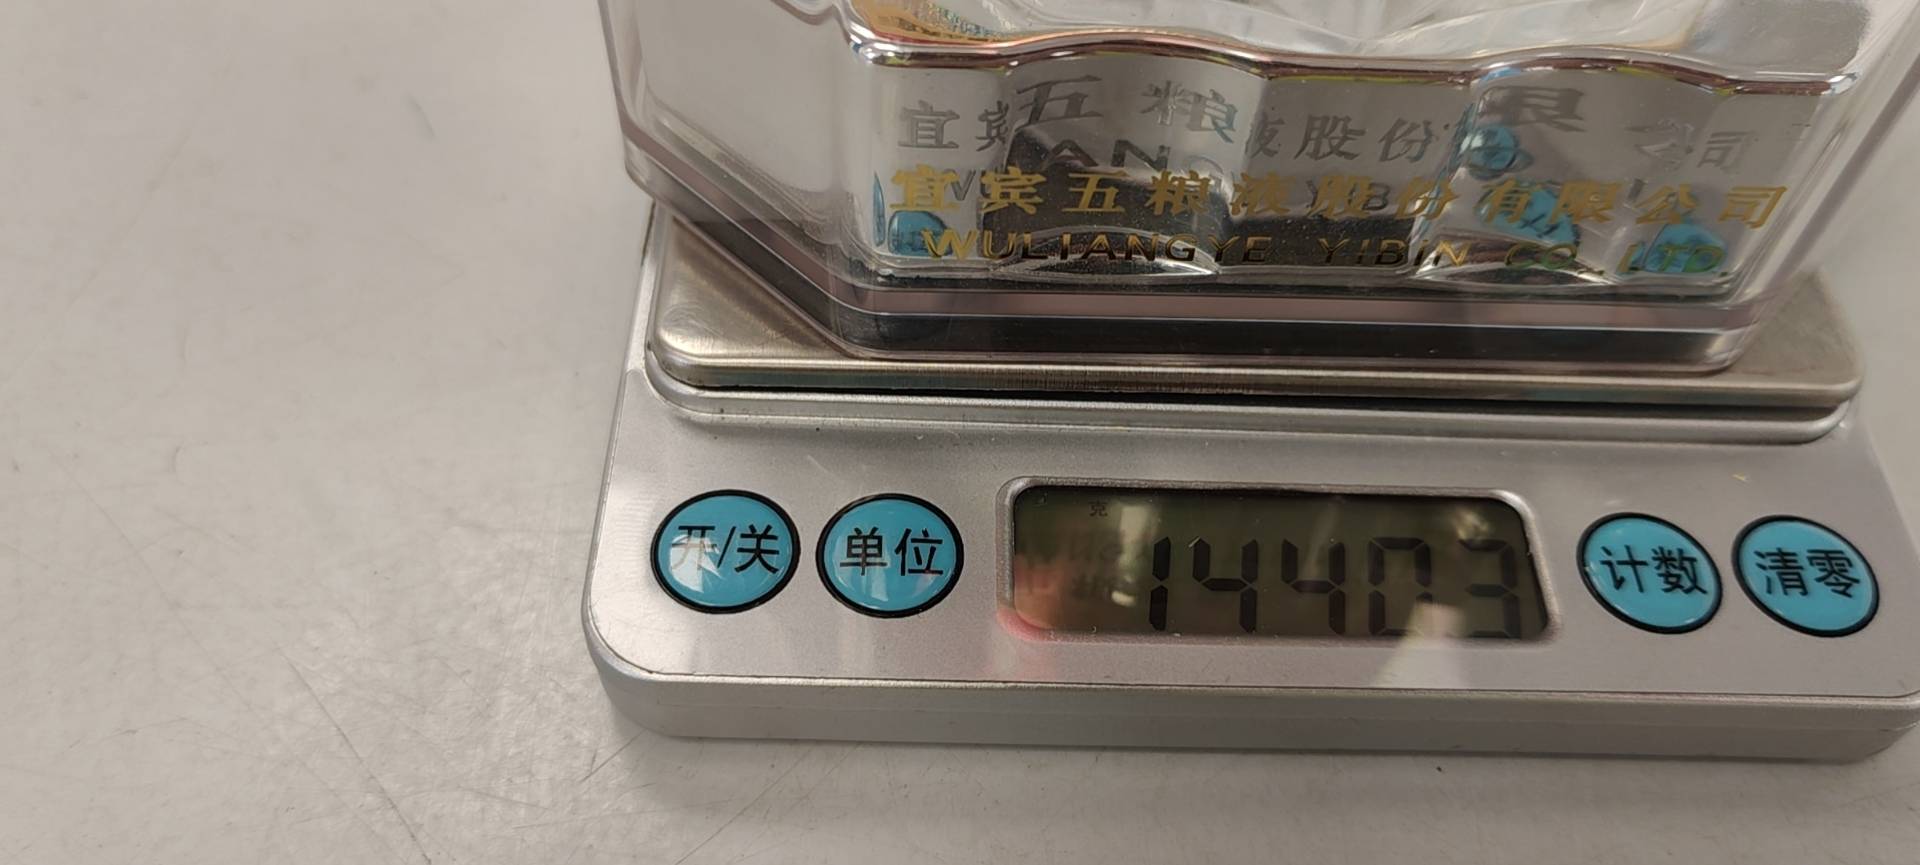 宜宾五粮液股份有限公司
WULIANGYE YIBIN CO.,LTD.
克
14403
开/关
单位
计数
清零